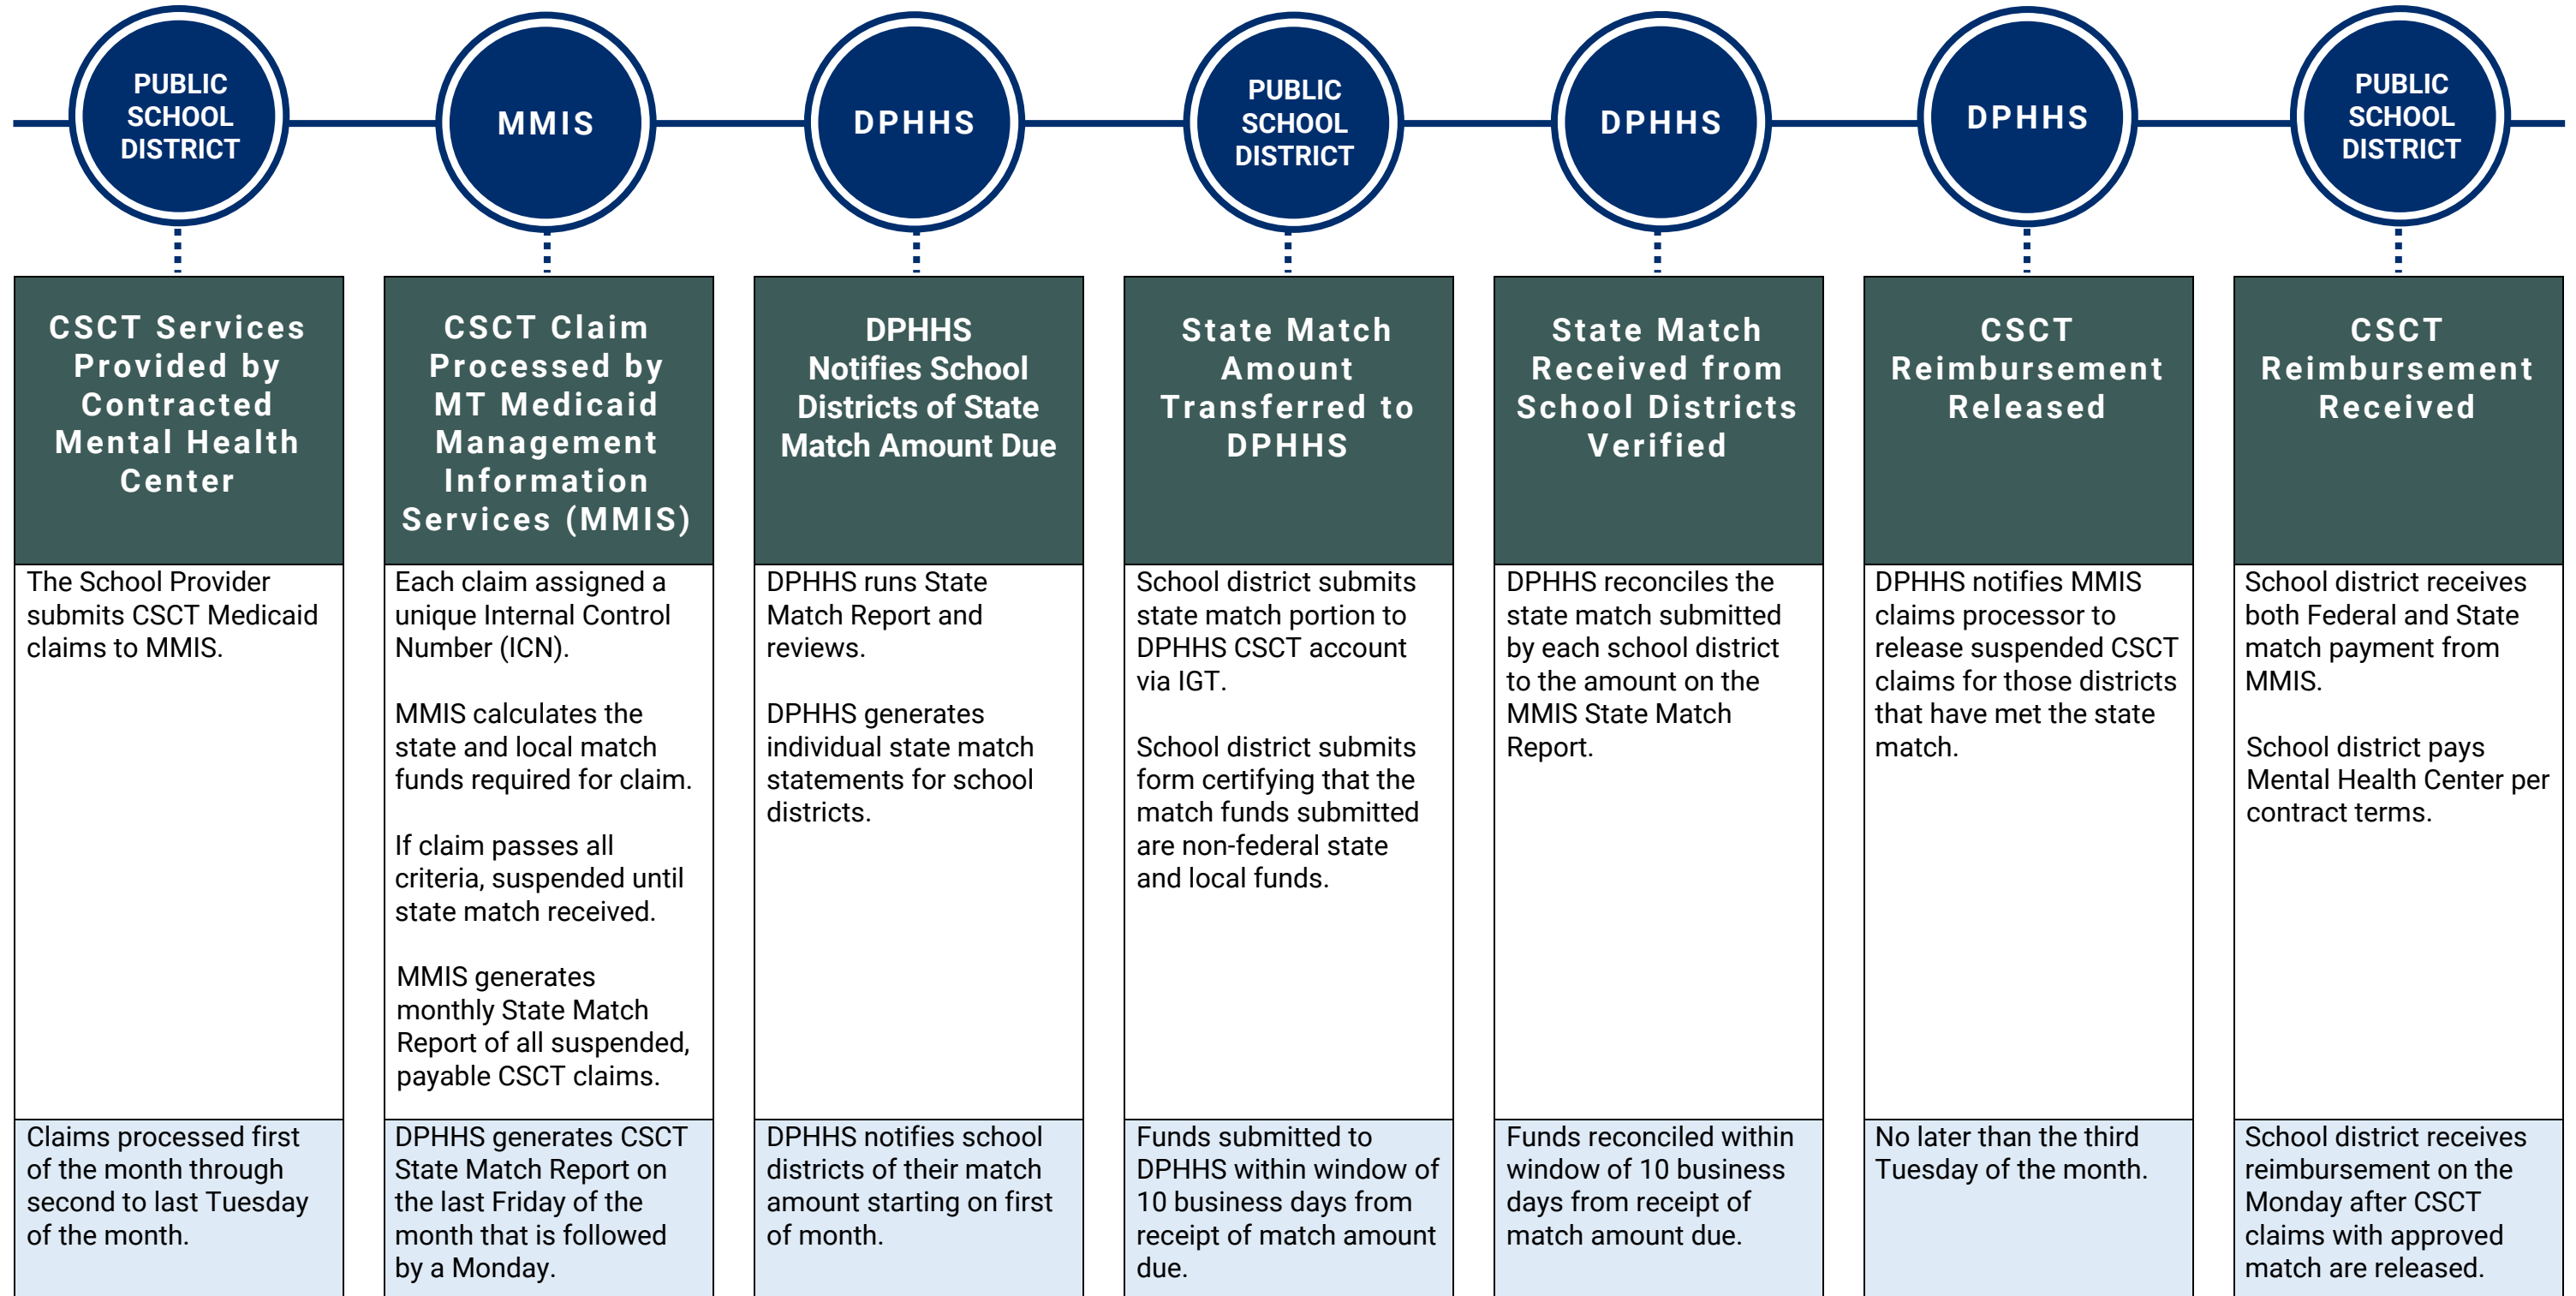 PUBLIC
SCHOOL
DISTRICT
MMIS
DPHHS
PUBLIC
SCHOOL
DISTRICT
DPHHS
DPHHS
PUBLIC
SCHOOL
DISTRICT
CSCT Services
Provided by
Contracted
Mental Health
Center
The School Provider
submits CSCT Medicaid
claims to MMIS.
Claims processed first
of the month through
second to last Tuesday
of the month.
CSCT Claim
Processed by
MT Medicaid
Management
Information
Services (MMIS)
Each claim assigned a
unique Internal Control
Number (ICN).
MMIS calculates the
state and local match
funds required for claim.
If claim passes all
criteria, suspended until
state match received.
MMIS generates
monthly State Match
Report of all suspended,
payable CSCT claims.
DPHHS generates CSCT
State Match Report on
the last Friday of the
month that is followed
by a Monday.
DPHHS
Notifies School
Districts of State
Match Amount Due
DPHHS runs State
Match Report and
reviews.
DPHHS generates
individual state match
statements for school
districts.
DPHHS notifies school
districts of their match
amount starting on first
of month.
State Match
Amount
Transferred to
DPHHS
School district submits
state match portion to
DPHHS CSCT account
via IGT.
School district submits
form certifying that the
match funds submitted
are non-federal state
and local funds.
Funds submitted to
DPHHS within window of
10 business days from
receipt of match amount
due.
State Match
Received from
School Districts
Verified
DPHHS reconciles the
state match submitted
by each school district
to the amount on the
MMIS State Match
Report.
Funds reconciled within
window of 10 business
days from receipt of
match amount due.
CSCT
Reimbursement
Released
DPHHS notifies MMIS
claims processor to
release suspended CSCT
claims for those districts
that have met the state
match.
No later than the third
Tuesday of the month.
CSCT
Reimbursement
Received
School district receives
both Federal and State
match payment from
MMIS.
School district pays
Mental Health Center per
contract terms.
School district receives
reimbursement on the
Monday after CSCT
claims with approved
match are released.